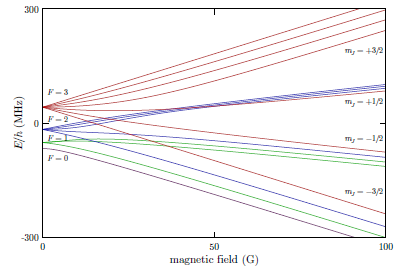 300
0
-300
E/h (MHz)
F = 3
F = 2
F = 1
F = 0
m_J = +3/2
m_J = +1/2
m_J = −1/2
m_J = −3/2
0
50
100
magnetic field (G)